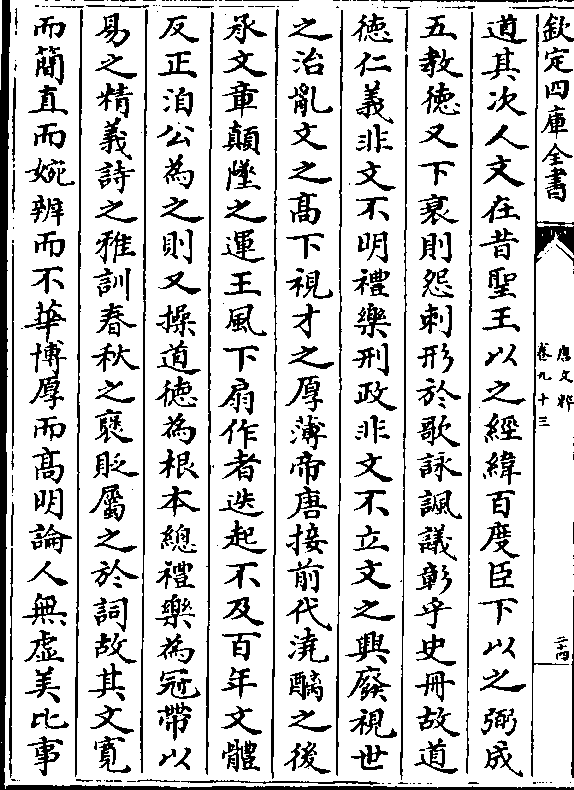 欽定四庫全書
唐文粹
卷九十三
二十四
道其次人文在昔聖王以之經緯百度臣下以之弼成
五教德又下衰則怨刺形於歌詠諷議彰乎史冊故道
德仁義非文不明禮樂刑政非文不立文之興廢視世
之治亂文之髙下視才之厚薄帝唐接前代澆醨之後
承文章顛墜之運王風下扇作者迭起不及百年文體
反正洎公為之則又操道德為根本總禮樂為冠帶以
易之精義詩之雅訓春秋之褒貶屬之於詞故其文寛
而簡直而婉辨而不華博厚而髙明論人無虚美比事